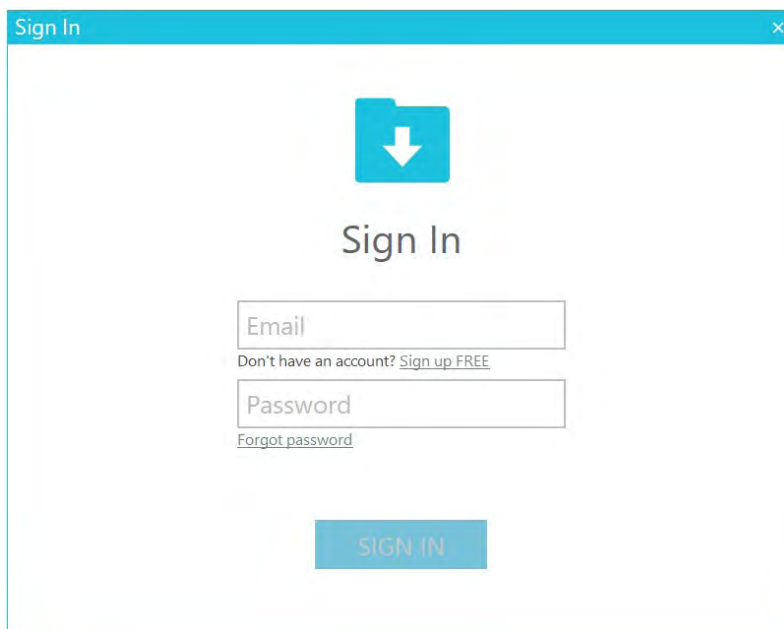 Sign In
Sign In
Email
Don't have an account? Sign up FREE
Password
Forgot password
SIGN IN